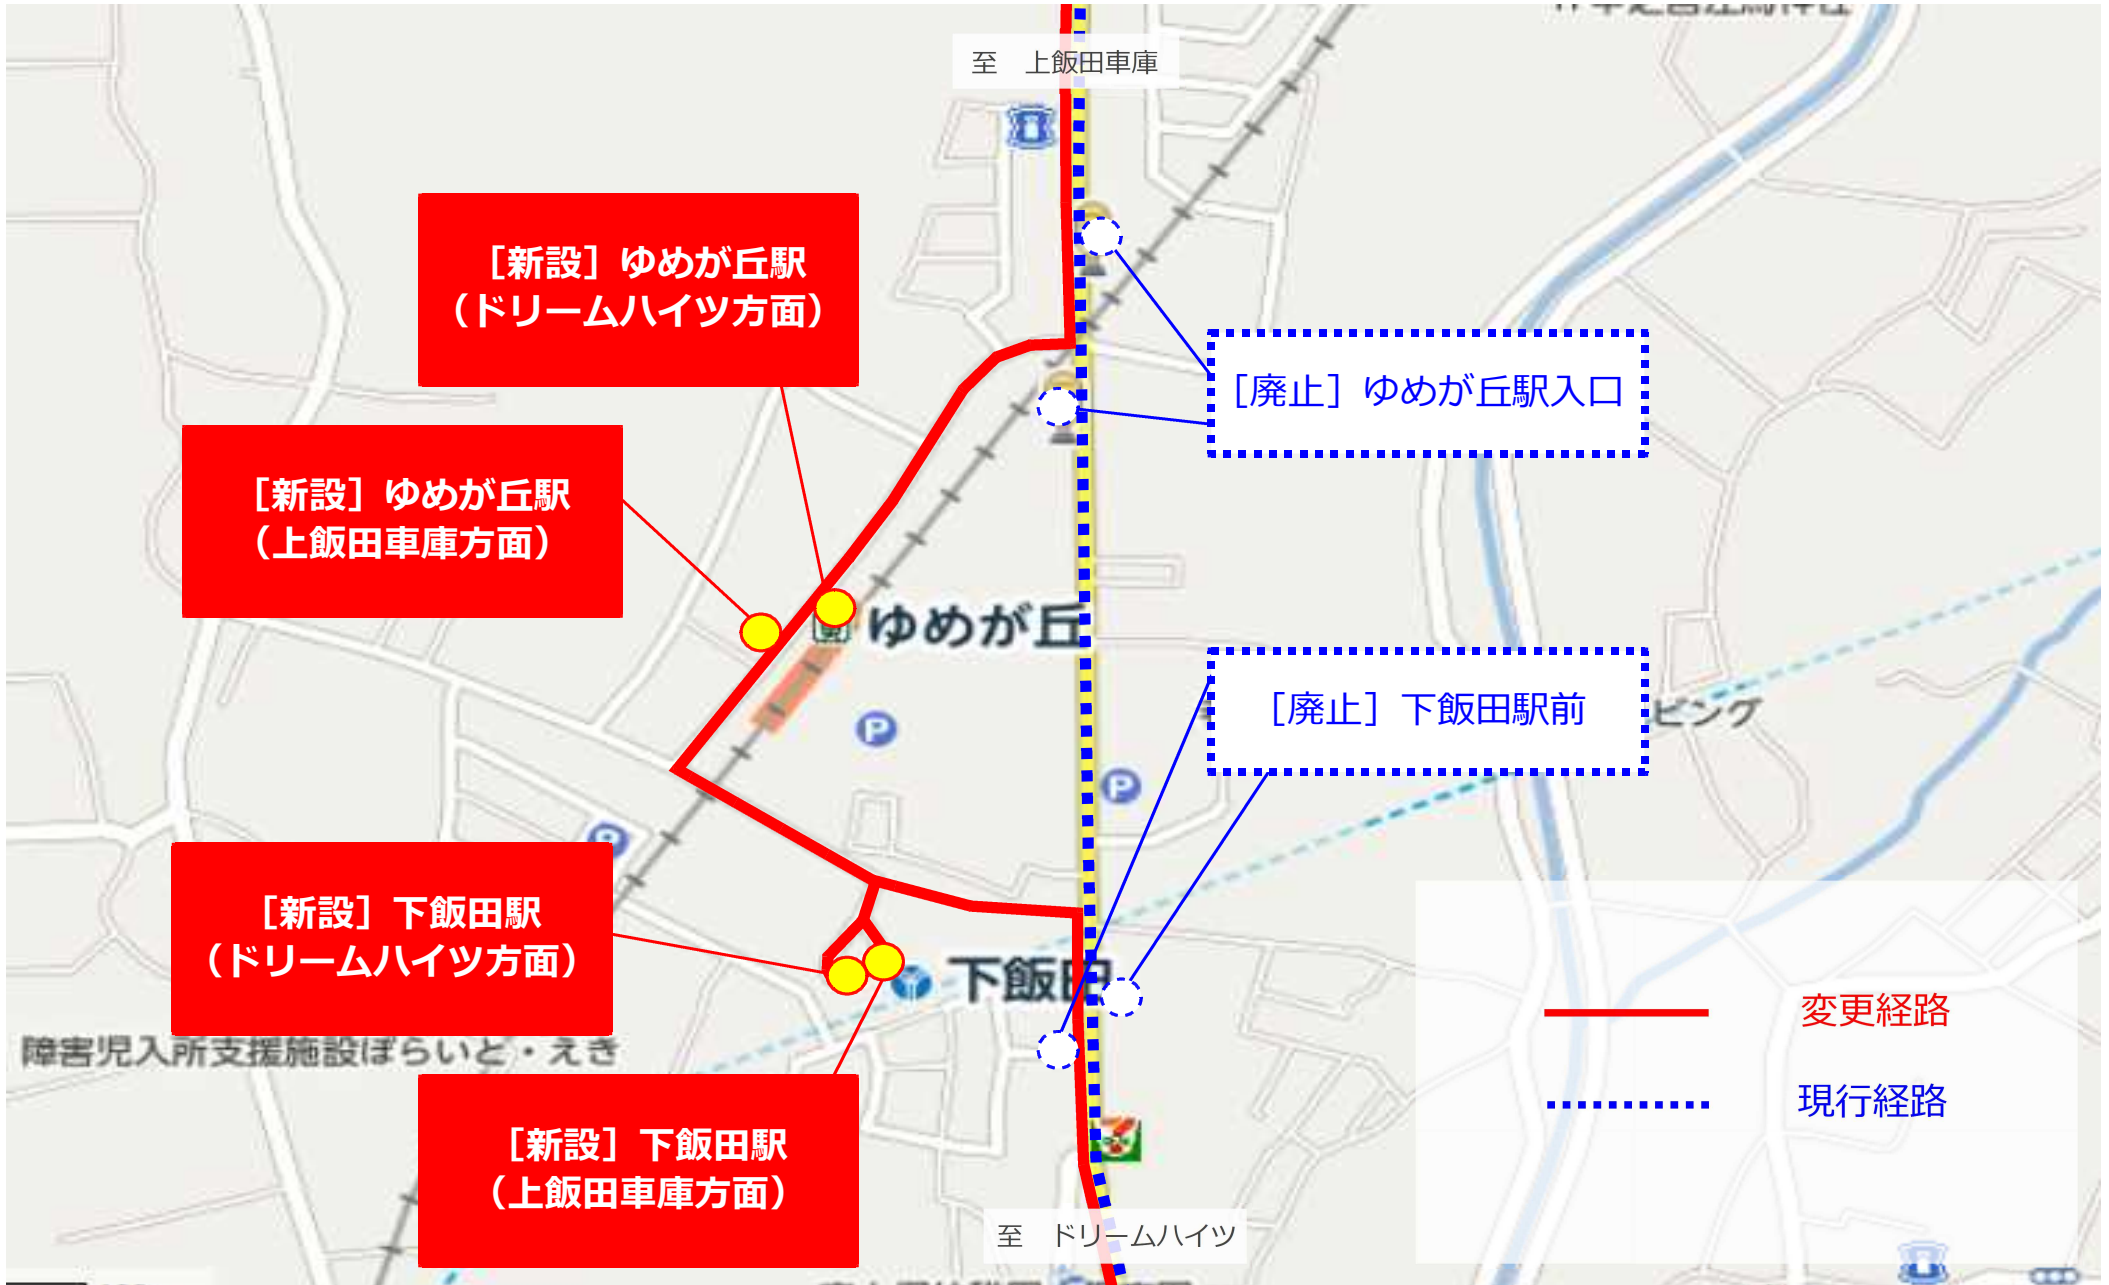 至　上飯田車庫
［新設］ゆめが丘駅
（ドリームハイツ方面）
［廃止］ゆめが丘駅入口
［新設］ゆめが丘駅
（上飯田車庫方面）
ゆめが丘
［廃止］下飯田駅前
ピング
P
P
P
［新設］下飯田駅
（ドリームハイツ方面）
下飯田
変更経路
障害児入所支援施設ぽらいと・えき
現行経路
［新設］下飯田駅
（上飯田車庫方面）
至　ドリームハイツ